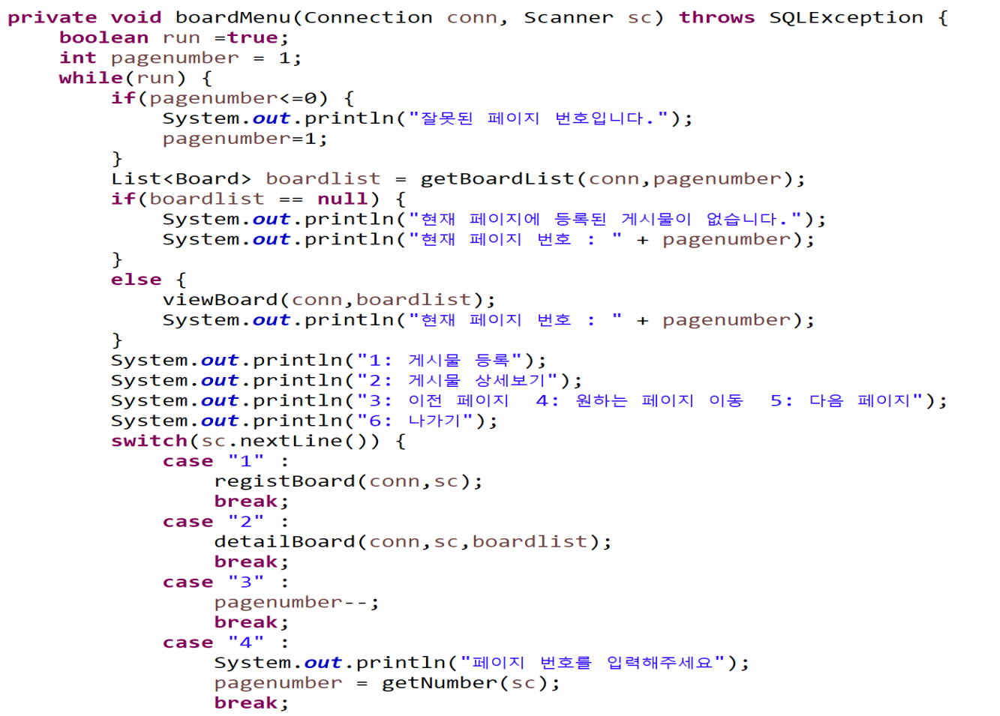 private void boardMenu(Connection conn, Scanner sc) throws SQLException {
boolean run =true;
int pagenumber = 1;
while(run) {
if(pagenumber<=0) {
System.out.println("잘못된 페이지 번호입니다.");
pagenumber=1;
}
List<Board> boardlist = getBoardList(conn,pagenumber);
if(boardlist == null) {
System.out.println("현재 페이지에 등록된 게시물이 없습니다.");
System.out.println("현재 페이지 번호 : " + pagenumber);
}
else {
viewBoard(conn,boardlist);
System.out.println("현재 페이지 번호 : " + pagenumber);
}
System.out.println("1: 게시물 등록");
System.out.println("2: 게시물 상세보기");
System.out.println("3: 이전 페이지  4: 원하는 페이지 이동  5: 다음 페이지");
System.out.println("6: 나가기");
switch(sc.nextLine()) {
case "1" :
registBoard(conn,sc);
break;
case "2" :
detailBoard(conn,sc,boardlist);
break;
case "3" :
pagenumber--;
break;
case "4" :
System.out.println("페이지 번호를 입력해주세요");
pagenumber = getNumber(sc);
break;